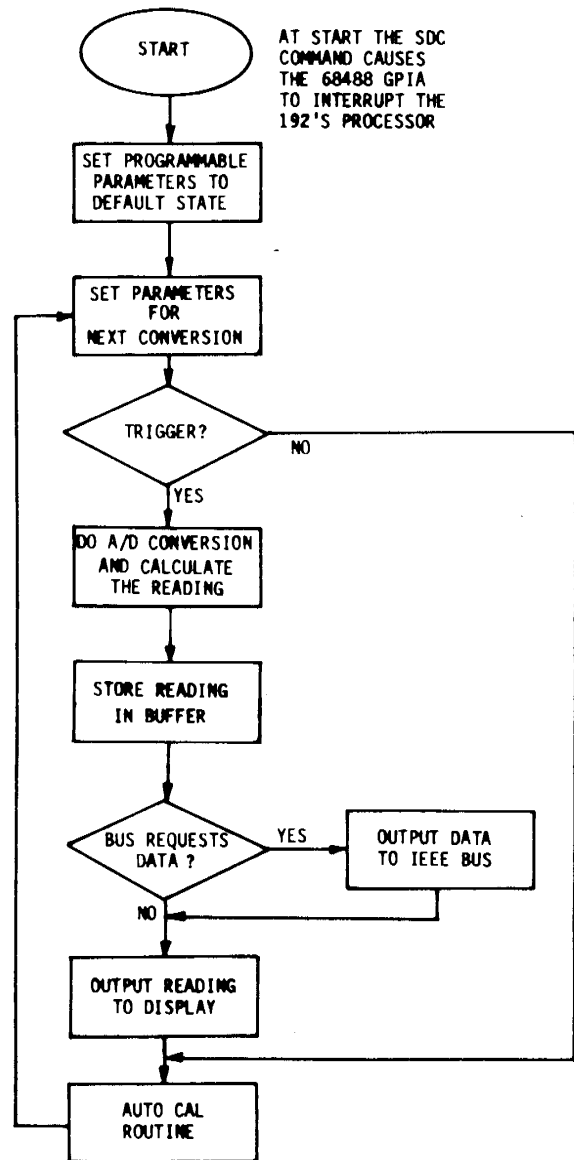 START
AT START THE SDC
COMMAND CAUSES
THE 68488 GPIA
TO INTERRUPT THE
192'S PROCESSOR
SET PROGRAMMABLE
PARAMETERS TO
DEFAULT STATE
SET PARAMETERS
FOR
NEXT CONVERSION
TRIGGER?
NO
YES
DO A/D CONVERSION
AND CALCULATE
THE READING
STORE READING
IN BUFFER
BUS REQUESTS
DATA ?
YES
OUTPUT DATA
TO IEEE BUS
NO
OUTPUT READING
TO DISPLAY
AUTO CAL
ROUTINE